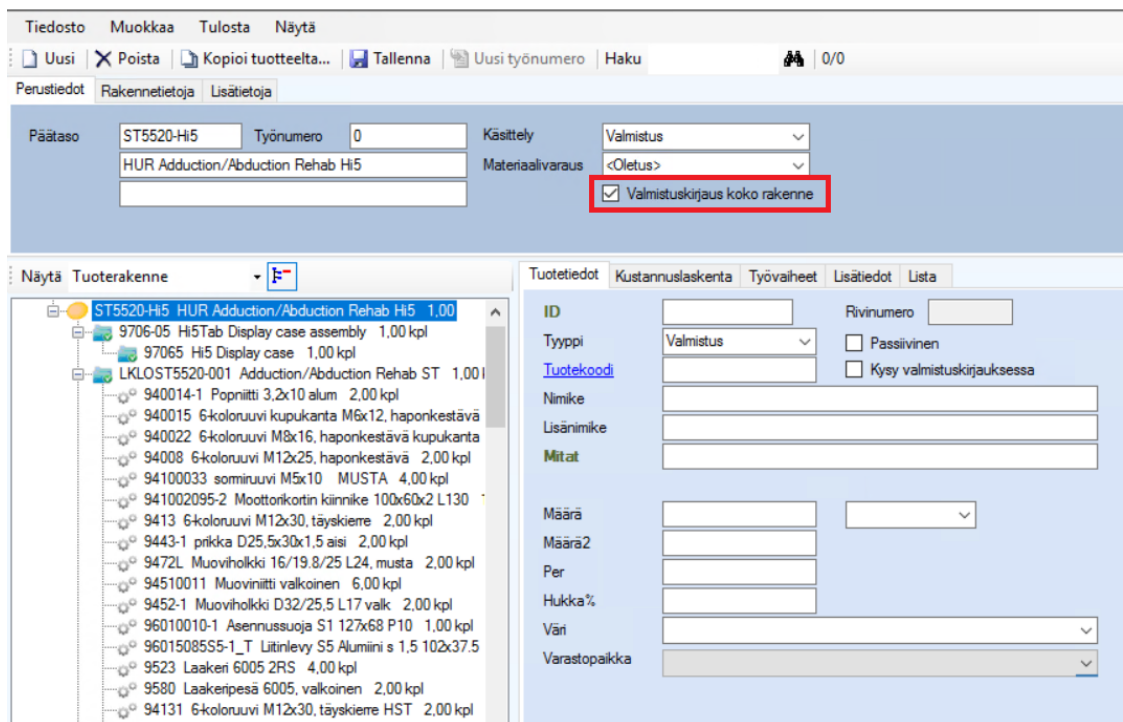 Tiedosto Muokkaa Tulosta Näytä
Uusi Poista Kopioi tuotteelta... Tallenna Uusi työnumero Haku 0/0
Perustiedot Rakennetietoja Lisätietoja
Päätaso ST5520-Hi5 Työnumero 0 Käsittely Valmistus
HUR Adduction/Abduction Rehab Hi5 Materiaalivaraus <Oletus>
Valmistuskirjaus koko rakenne
Näytä Tuoterakenne
ST5520-Hi5 HUR Adduction/Abduction Rehab Hi5 1,00
9706-05 Hi5Tab Display case assembly 1,00 kpl
97065 Hi5 Display case 1,00 kpl
LKLOST5520-001 Adduction/Abduction Rehab ST 1,00
940014-1 Popniitti 3,2x10 alum 2,00 kpl
940015 6-koloruuvi kupukanta M6x12, haponkestävä
940022 6-koloruuvi M8x16, haponkestävä kupukanta
94008 6-koloruuvi M12x25, haponkestävä 2,00 kpl
94100033 sormiruuvi M5x10 MUSTA 4,00 kpl
941002095-2 Moottorikortin kiinnike 100x60x2 L130
9413 6-koloruuvi M12x30, täyskierre 2,00 kpl
9443-1 prikka D25,5x30x1,5 aisi 2,00 kpl
9472L Muoviholkki 16/19.8/25 L24, musta 2,00 kpl
94510011 Muoviniitti valkoinen 6,00 kpl
9452-1 Muoviholkki D32/25,5 L17 valk 2,00 kpl
96010010-1 Asennussuoja S1 127x68 P10 1,00 kpl
96015085S5-1_T Liitinlevy S5 Alumiini s 1,5 102x37.5
9523 Laakeri 6005 2RS 4,00 kpl
9580 Laakeripesä 6005, valkoinen 2,00 kpl
94131 6-koloruuvi M12x30, täyskierre HST 2,00 kpl
Tuotetiedot Kustannuslaskenta Työvaiheet Lisätiedot Lista
ID Rivinumero
Tyyppi Valmistus Passiivinen
Tuotekoodi Kysy valmistuskirjauksessa
Nimike
Lisänimike
Mitat
Määrä
Määrä2
Per
Hukka%
Väri
Varastopaikka